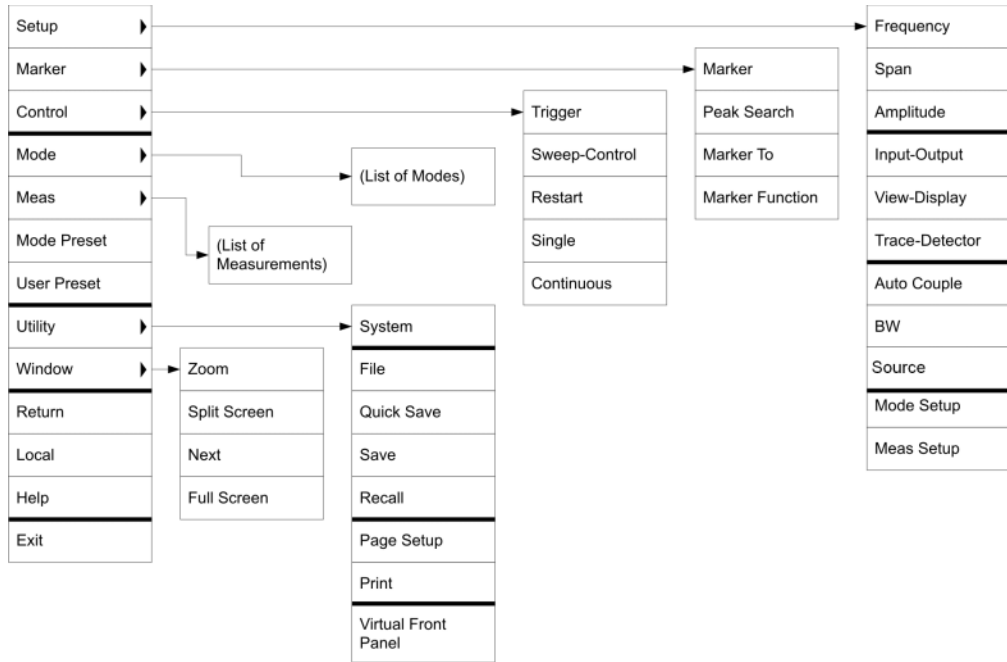 Setup
Marker
Control
Mode
Meas
Mode Preset
User Preset
Utility
Window
Return
Local
Help
Exit
(List of
Measurements)
Zoom
Split Screen
Next
Full Screen
(List of Modes)
System
File
Quick Save
Save
Recall
Page Setup
Print
Virtual Front
Panel
Trigger
Sweep-Control
Restart
Single
Continuous
Marker
Peak Search
Marker To
Marker Function
Frequency
Span
Amplitude
Input-Output
View-Display
Trace-Detector
Auto Couple
BW
Source
Mode Setup
Meas Setup